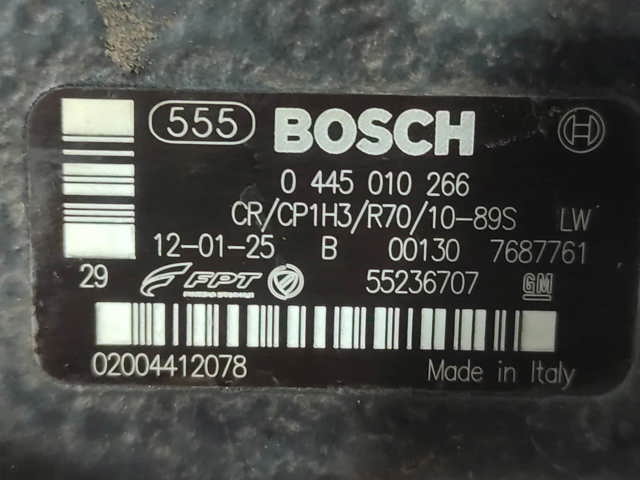 555 BOSCH
0 445 010 266
CR/CP1H3/R70/10-89S LW
12-01-25 B 00130 7687761
29 FPT 55236707 GM
02004412078 Made in Italy